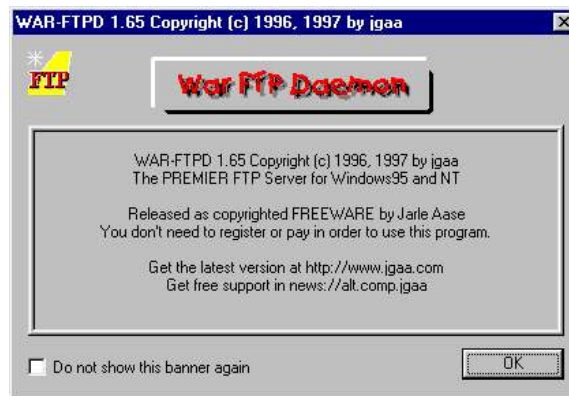 WAR-FTPD 1.65 Copyright (c) 1996, 1997 by jgaa
FTP
War FTP Daemon
WAR-FTPD 1.65 Copyright (c) 1996, 1997 by jgaa
The PREMIER FTP Server for Windows95 and NT
Released as copyrighted FREEWARE by Jarle Aase
You don't need to register or pay in order to use this program.
Get the latest version at http://www.jgaa.com
Get free support in news://alt.comp.jgaa
Do not show this banner again
OK